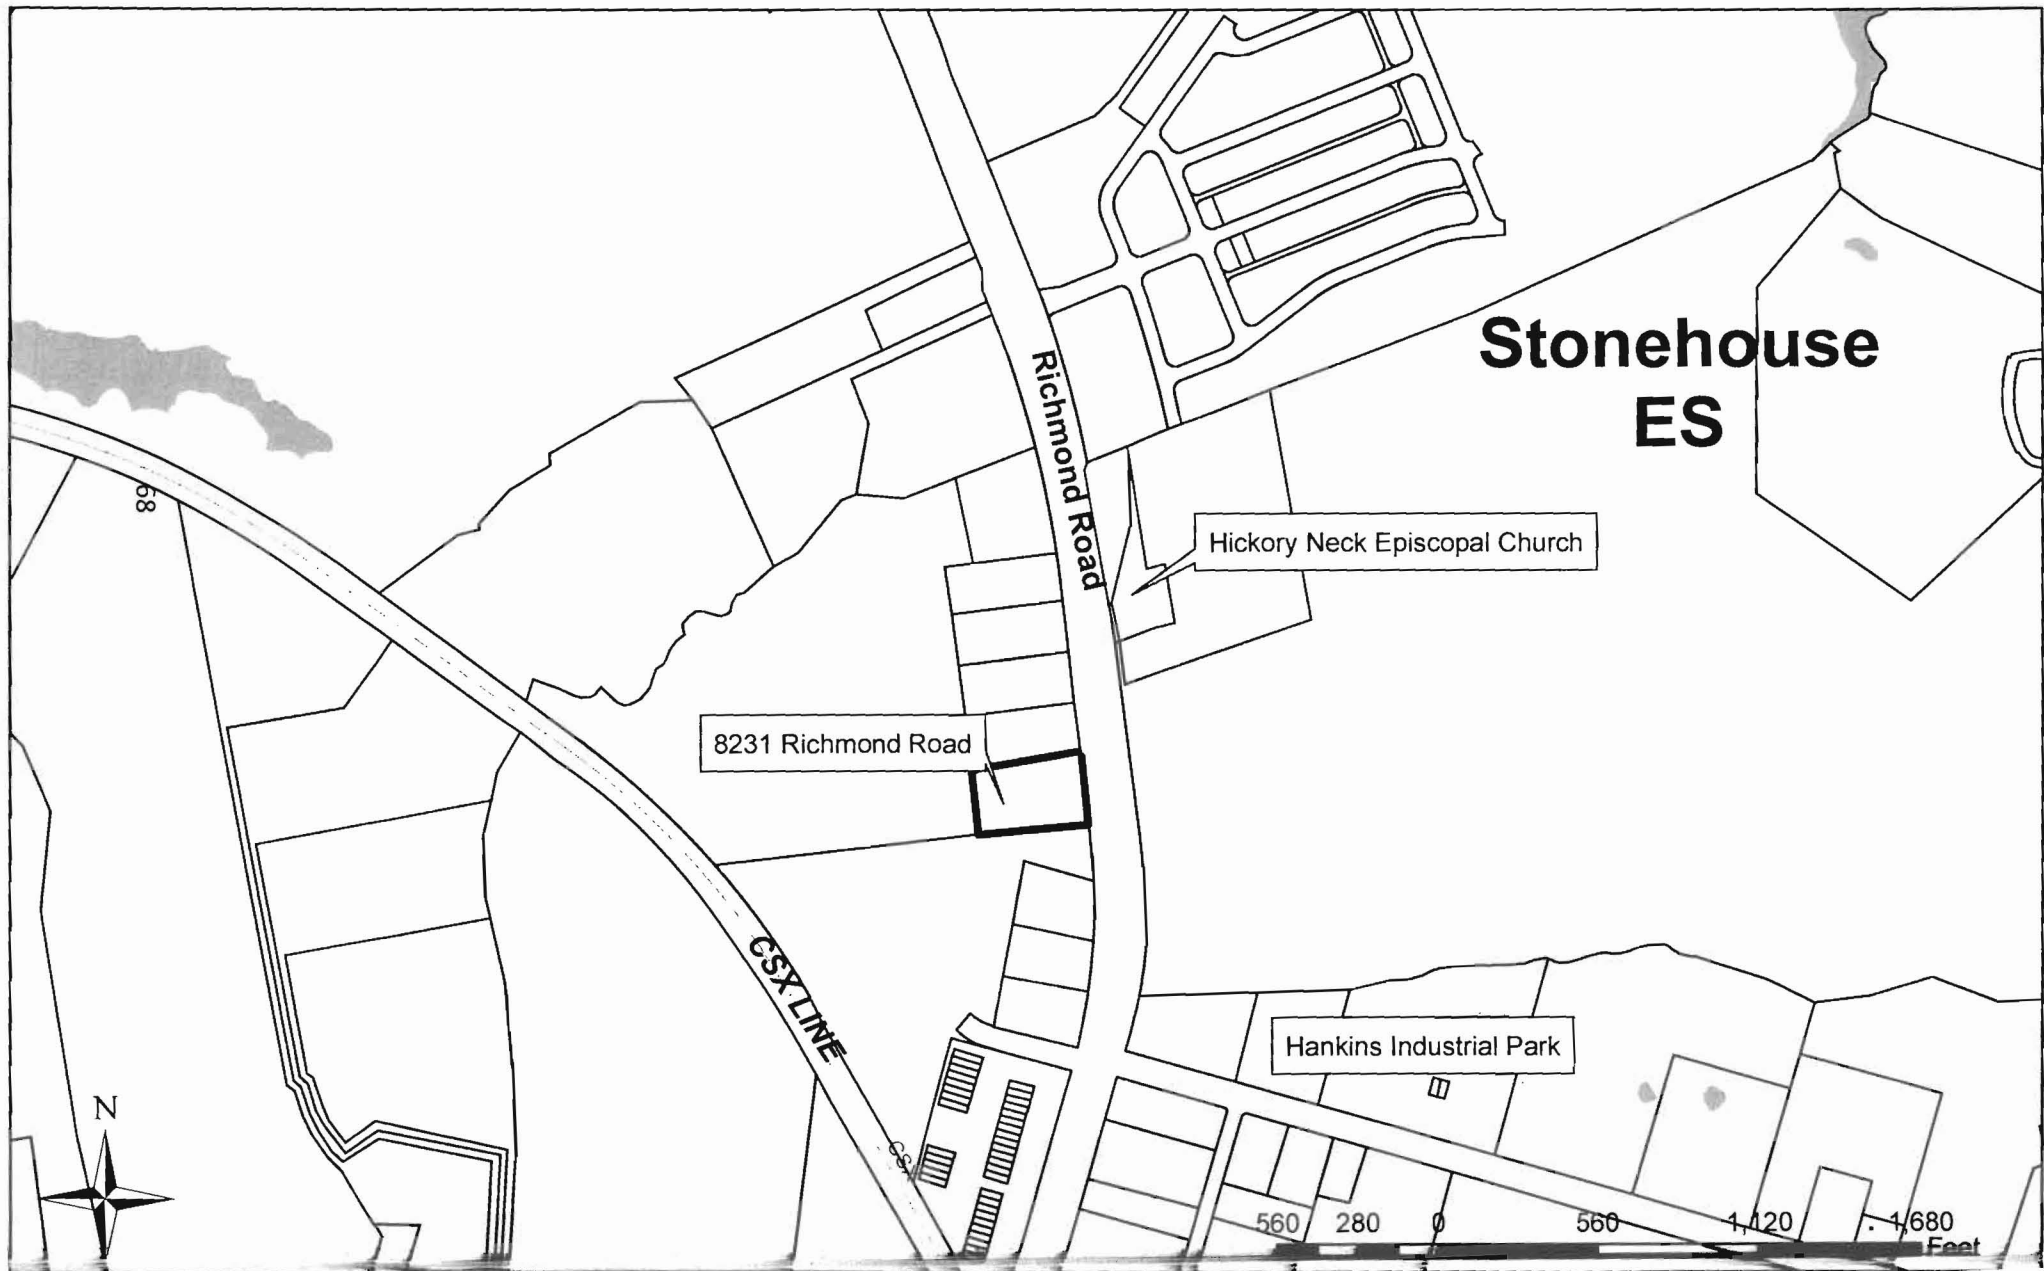 Stonehouse
ES
Richmond Road
68
Hickory Neck Episcopal Church
8231 Richmond Road
CSX LINE
Hankins Industrial Park
N
560 280 0 560 1,120 1,680
Feet